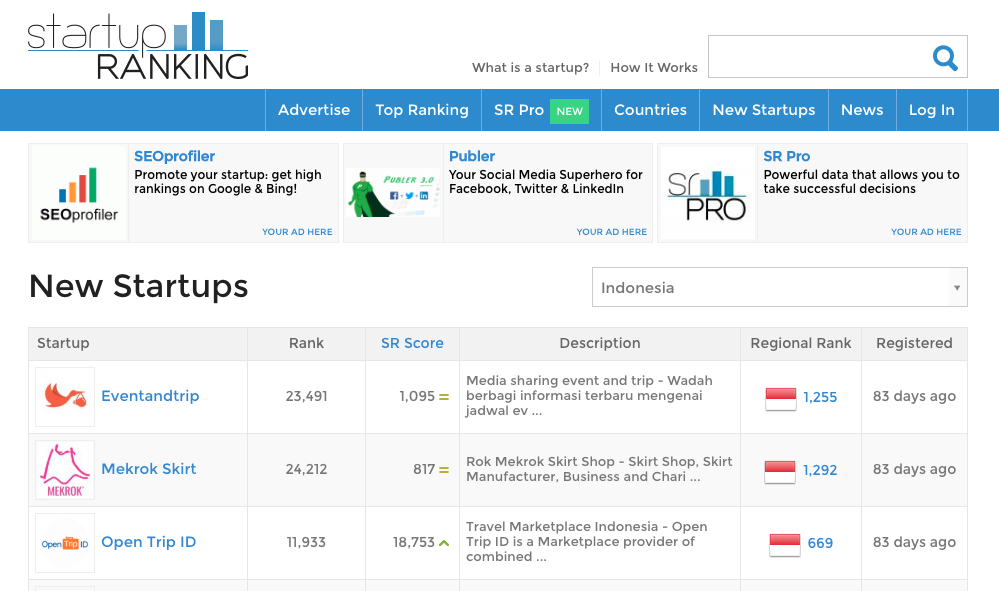 startup
RANKING
What is a startup?
How It Works
Advertise
Top Ranking
SR Pro NEW
Countries
New Startups
News
Log In
SEOprofiler
SEOprofiler
Promote your startup: get high
rankings on Google & Bing!
YOUR AD HERE
PUBLER 3.0
Publer
Your Social Media Superhero for
Facebook, Twitter & LinkedIn
YOUR AD HERE
sr
PRO
SR Pro
Powerful data that allows you to
take successful decisions
YOUR AD HERE
New Startups
Indonesia
Startup Rank SR Score Description Regional Rank Registered
Eventandtrip
23,491
1,095 =
Media sharing event and trip - Wadah
berbagi informasi terbaru mengenai
jadwal ev ...
1,255
83 days ago
MEKROK
Mekrok Skirt
24,212
817 =
Rok Mekrok Skirt Shop - Skirt Shop, Skirt
Manufacturer, Business and Chari ...
1,292
83 days ago
Open Trip ID
Open Trip ID
11,933
18,753
Travel Marketplace Indonesia - Open
Trip ID is a Marketplace provider of
combined ...
669
83 days ago